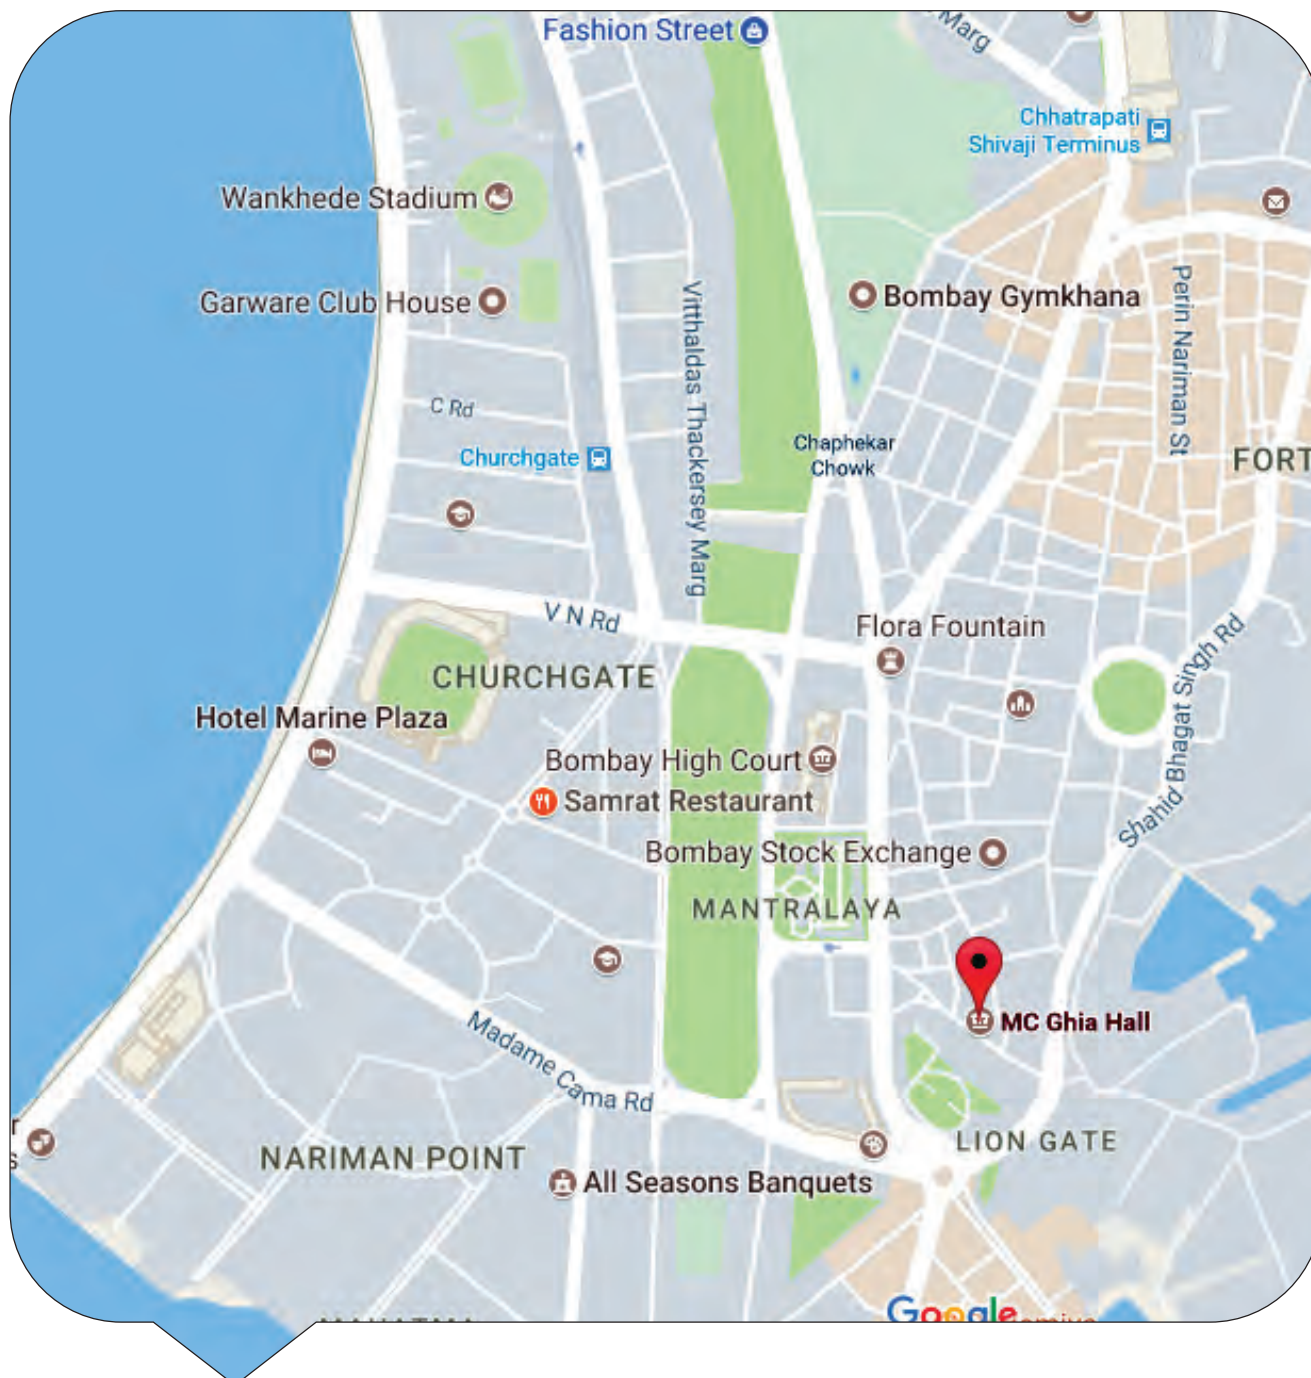 Fashion Street
Marg
Chhatrapati
Shivaji Terminus
Wankhede Stadium
Garware Club House
Bombay Gymkhana
Perin Nariman St
Vitthaldas Thackersey Marg
C Rd
Churchgate
Chaphekar
Chowk
FORT
V N Rd
Flora Fountain
CHURCHGATE
Shahid Bhagat Singh Rd
Hotel Marine Plaza
Bombay High Court
Samrat Restaurant
Bombay Stock Exchange
MANTRALAYA
MC Ghia Hall
Madame Cama Rd
r
s
NARIMAN POINT
LION GATE
All Seasons Banquets
Google